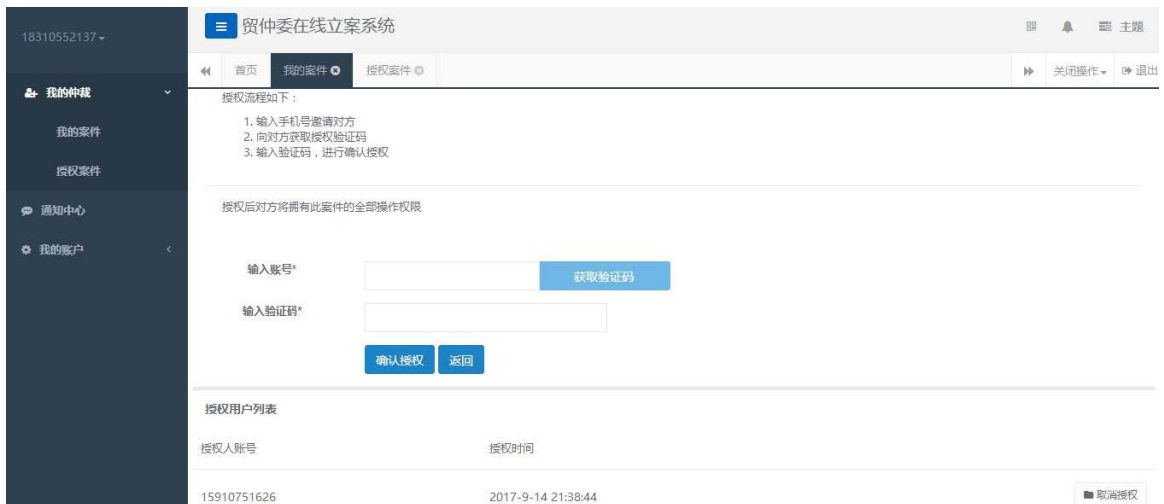 18310552137
贸仲委在线立案系统
主题
首页
我的案件
授权案件
关闭操作
退出
我的仲裁
我的案件
授权案件
通知中心
我的账户
授权流程如下：
1. 输入手机号邀请对方
2. 向对方获取授权验证码
3. 输入验证码，进行确认授权
授权后对方将拥有此案件的全部操作权限
输入账号*
获取验证码
输入验证码*
确认授权
返回
授权用户列表
授权人账号
授权时间
15910751626
2017-9-14 21:38:44
取消授权